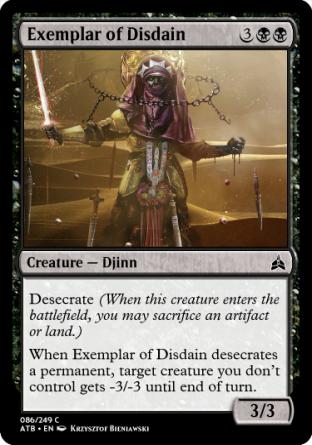 Exemplar of Disdain 3
Creature — Djinn
Desecrate (When this creature enters the
battlefield, you may sacrifice an artifact
or land.)
When Exemplar of Disdain desecrates
a permanent, target creature you don't
control gets -3/-3 until end of turn.
086/249 C
ATB • EN Krzysztof Bieniawski
3/3